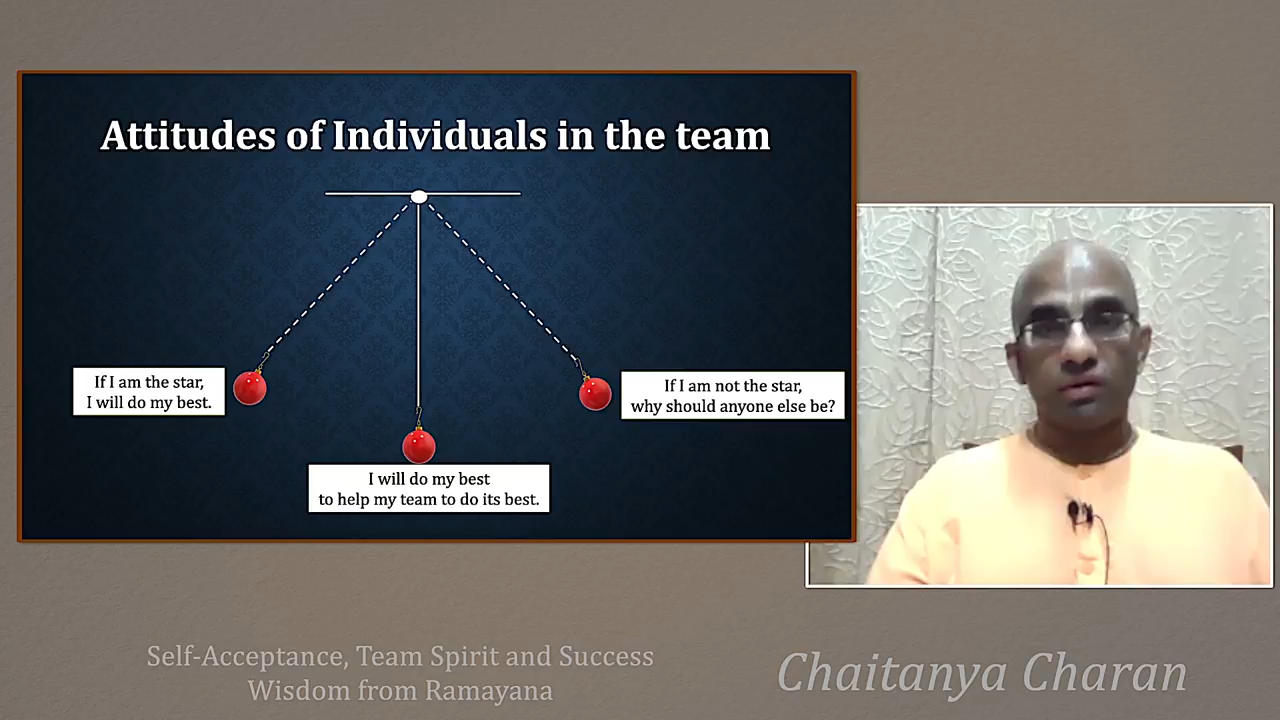 Attitudes of Individuals in the team
If I am the star,
I will do my best.
If I am not the star,
why should anyone else be?
I will do my best
to help my team to do its best.
Self-Acceptance, Team Spirit and Success
Wisdom from Ramayana
Chaitanya Charan